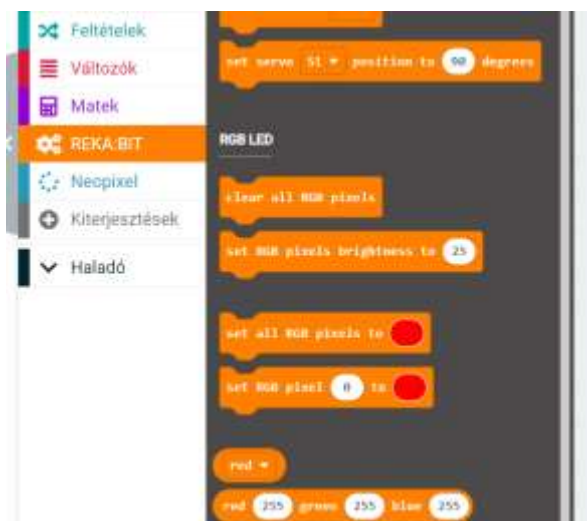 Feltételek
Változók
Matek
REKA:BIT
Neopixel
Kiterjesztések
Haladó
set servo S1 position to 90 degrees
RGB LED
clear all RGB pixels
set RGB pixels brightness to 25
set all RGB pixels to
set RGB pixel 0 to
red
red 255 green 255 blue 255